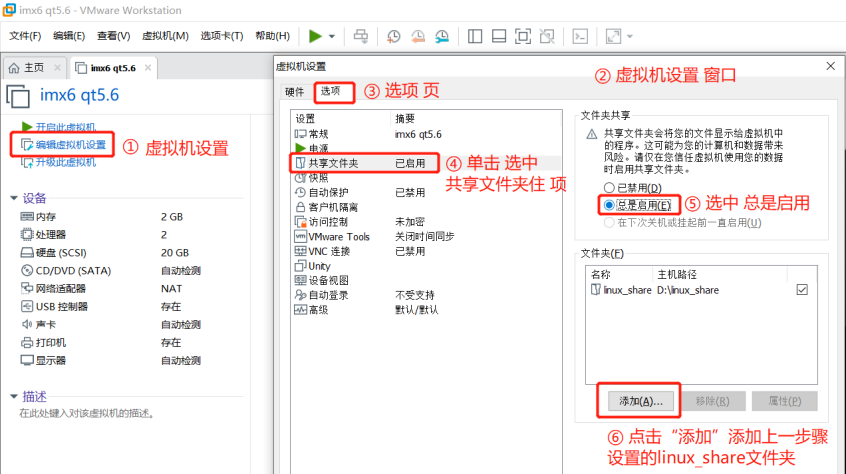 imx6 qt5.6 - VMware Workstation
文件(F) 编辑(E) 查看(V) 虚拟机(M) 选项卡(T) 帮助(H)
主页 imx6 qt5.6
imx6 qt5.6
开启此虚拟机
编辑虚拟机设置
升级此虚拟机
① 虚拟机设置
设备
内存 2 GB
处理器 2
硬盘 (SCSI) 20 GB
CD/DVD (SATA) 自动检测
网络适配器 NAT
USB 控制器 存在
声卡 自动检测
打印机 存在
显示器 自动检测
描述
在此处键入对该虚拟机的描述。
虚拟机设置
② 虚拟机设置 窗口
硬件 选项
③ 选项 页
设置 摘要
常规 imx6 qt5.6
电源
共享文件夹 已启用
快照
自动保护 已禁用
客户机隔离
访问控制 未加密
VMware Tools 关闭时间同步
VNC 连接 已禁用
Unity
设备视图
自动登录 不受支持
高级 默认/默认
④ 单击 选中
共享文件夹住 项
文件夹共享
共享文件夹会将您的文件显示给虚拟机中
的程序。这可能为您的计算机和数据带来
风险。请仅在您信任虚拟机使用您的数据
时启用共享文件夹。
已禁用(D)
总是启用(E)
⑤ 选中 总是启用
在下次关机或挂起前一直启用(U)
文件夹(F)
名称 主机路径
linux_share D:\linux_share
添加(A)... 移除(R) 属性(P)
⑥ 点击“添加”添加上一步骤
设置的linux_share文件夹